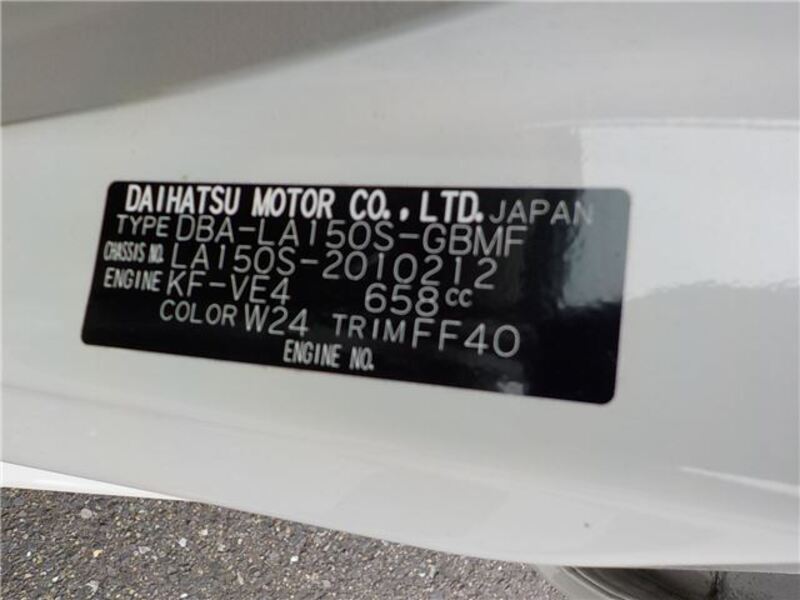 DAIHATSU MOTOR CO., LTD. JAPAN
TYPE DBA-LA150S-GBMF
CHASSIS NO. LA150S-2010212
ENGINE KF-VE4 658cc
COLOR W24 TRIM FF40
ENGINE NO.